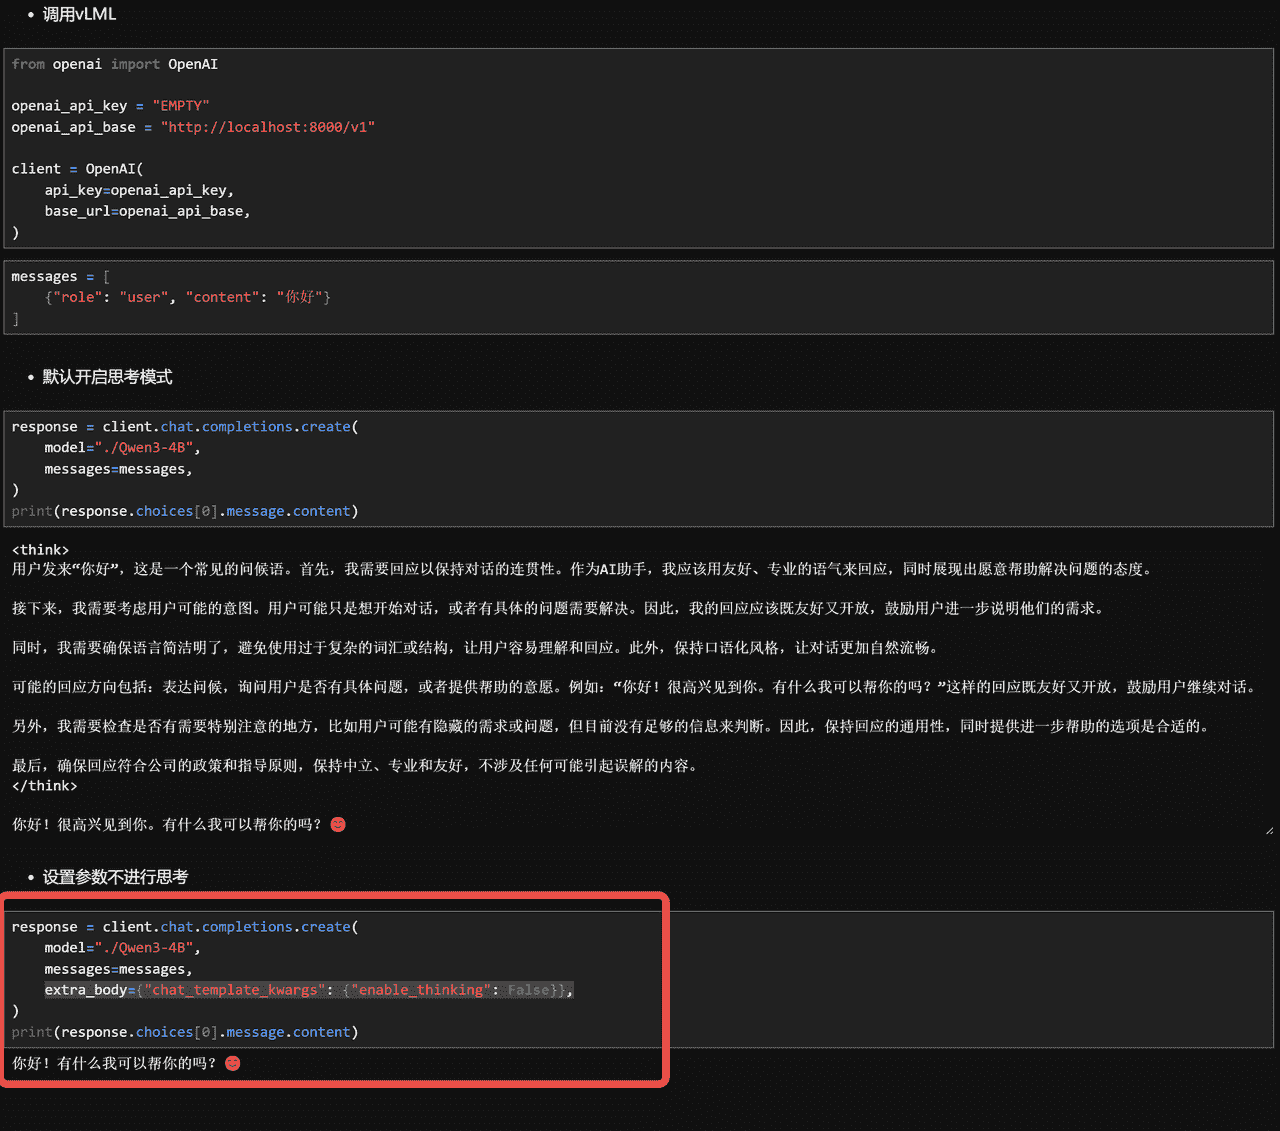 • 调用vLML
from openai import OpenAI
openai_api_key = "EMPTY"
openai_api_base = "http://localhost:8000/v1"
client = OpenAI(
    api_key=openai_api_key,
    base_url=openai_api_base,
)
messages = [
    {"role": "user", "content": "你好"}
]
• 默认开启思考模式
response = client.chat.completions.create(
    model="./Qwen3-4B",
    messages=messages,
)
print(response.choices[0].message.content)
<think>
用户发来“你好”，这是一个常见的问候语。首先，我需要回应以保持对话的连贯性。作为AI助手，我应该用友好、专业的语气来回应，同时展现出愿意帮助解决问题的态度。
接下来，我需要考虑用户可能的意图。用户可能只是想开始对话，或者有具体的问题需要解决。因此，我的回应应该既友好又开放，鼓励用户进一步说明他们的需求。
同时，我需要确保语言简洁明了，避免使用过于复杂的词汇或结构，让用户容易理解和回应。此外，保持口语化风格，让对话更加自然流畅。
可能的回应方向包括：表达问候，询问用户是否有具体问题，或者提供帮助的意愿。例如：“你好！很高兴见到你。有什么我可以帮你的吗？”这样的回应既友好又开放，鼓励用户继续对话。
另外，我需要检查是否有需要特别注意的地方，比如用户可能有隐藏的需求或问题，但目前没有足够的信息来判断。因此，保持回应的通用性，同时提供进一步帮助的选项是合适的。
最后，确保回应符合公司的政策和指导原则，保持中立、专业和友好，不涉及任何可能引起误解的内容。
</think>
你好！很高兴见到你。有什么我可以帮你的吗？😊
• 设置参数不进行思考
response = client.chat.completions.create(
    model="./Qwen3-4B",
    messages=messages,
    extra_body={"chat_template_kwargs": {"enable_thinking": False}},
)
print(response.choices[0].message.content)
你好！有什么我可以帮你的吗？😊